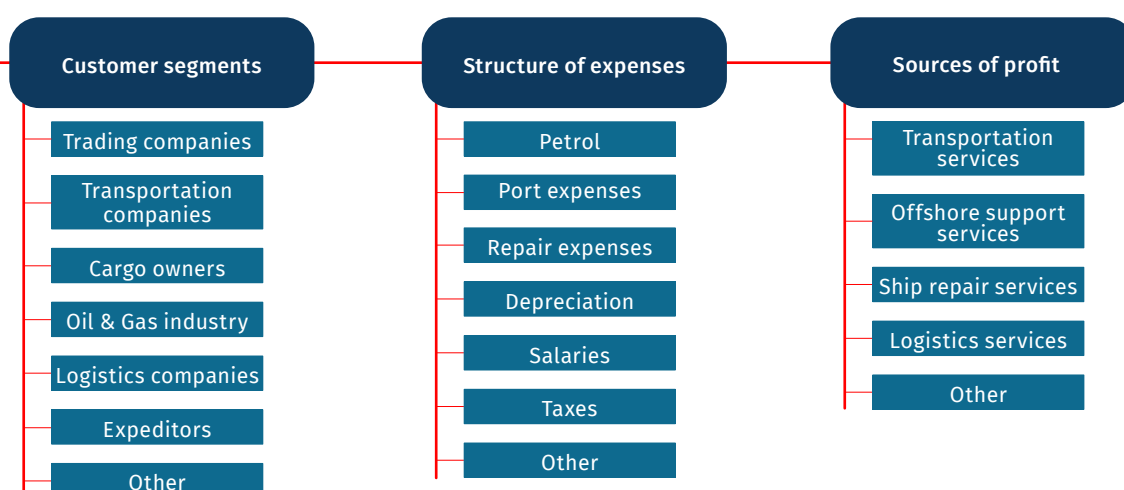 Customer segments
Trading companies
Transportation
companies
Cargo owners
Oil & Gas industry
Logistics companies
Expeditors
Other
Structure of expenses
Petrol
Port expenses
Repair expenses
Depreciation
Salaries
Taxes
Other
Sources of profit
Transportation
services
Offshore support
services
Ship repair services
Logistics services
Other